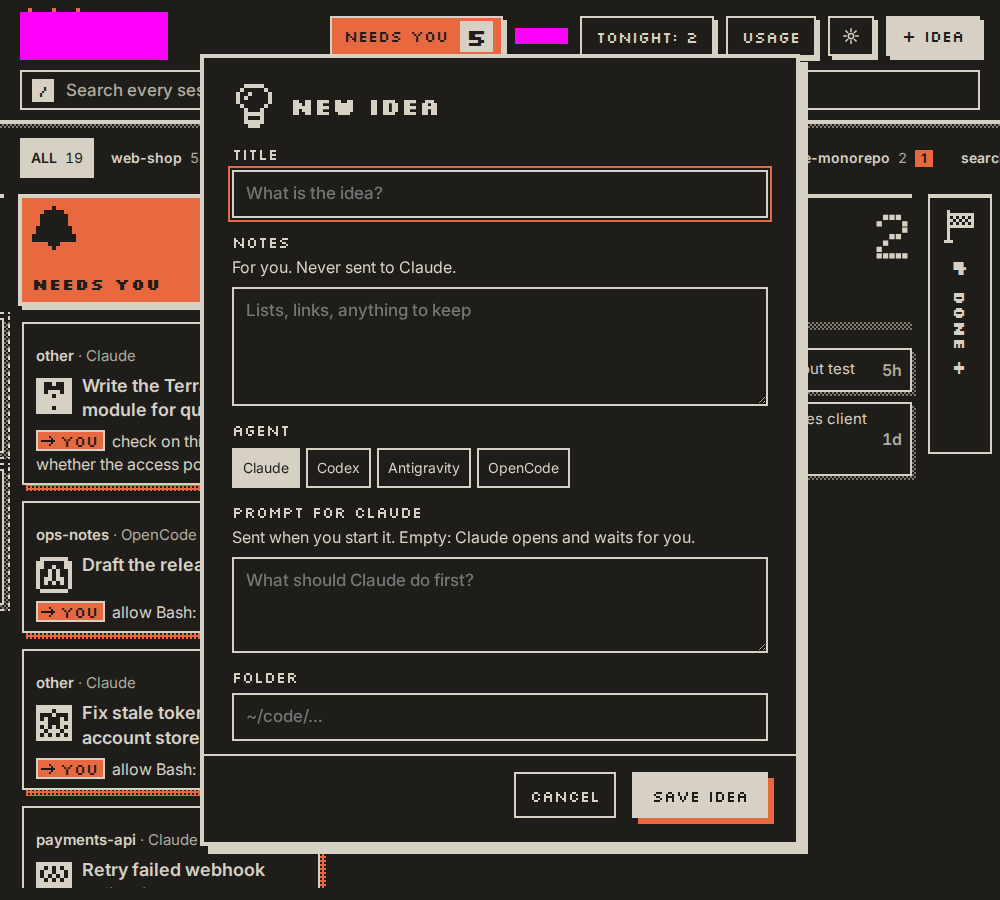 NEEDS YOU 5
TONIGHT: 2
USAGE
+ IDEA
/ Search every ses
ALL 19
web-shop 5
e-monorepo 2 1
searc
NEEDS YOU
2
4 DONE +
other · Claude
Write the Terr
module for qu
→ YOU check on thi
whether the access po
ops-notes · OpenCode
Draft the relea
→ YOU allow Bash:
other · Claude
Fix stale token
account store
→ YOU allow Bash:
payments-api · Claude
Retry failed webhook
out test 5h
es client
1d
NEW IDEA
TITLE
What is the idea?
NOTES
For you. Never sent to Claude.
Lists, links, anything to keep
AGENT
Claude
Codex
Antigravity
OpenCode
PROMPT FOR CLAUDE
Sent when you start it. Empty: Claude opens and waits for you.
What should Claude do first?
FOLDER
~/code/...
CANCEL
SAVE IDEA